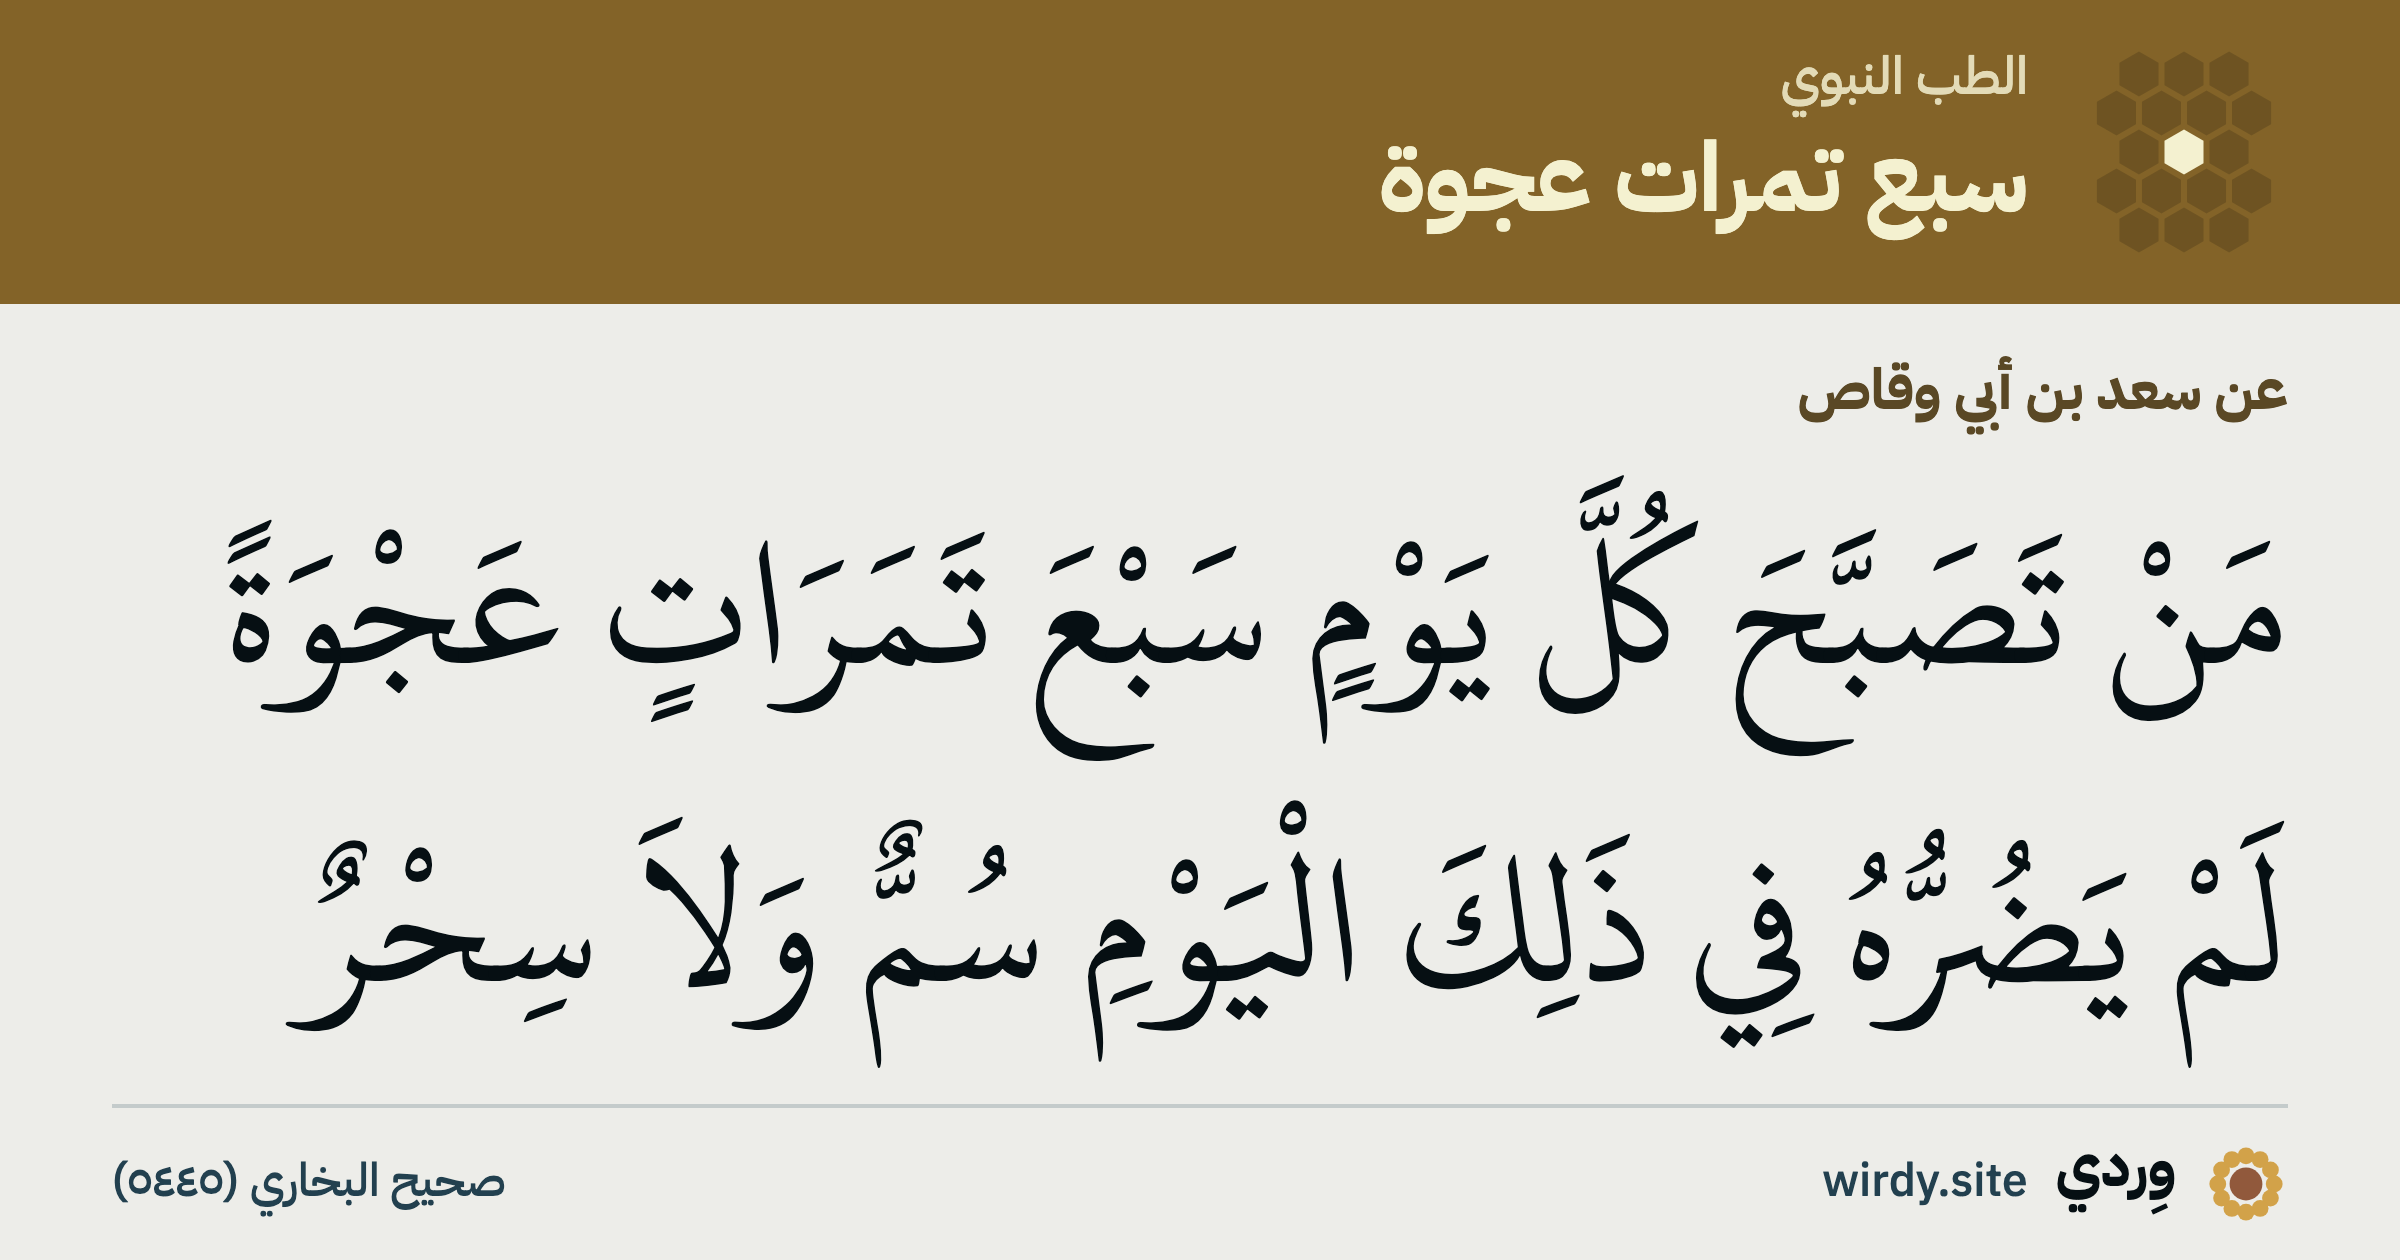 الطب النبوي
سبع تمرات عجوة
عن سعد بن أبي وقاص
مَنْ تَصَبَّحَ كُلَّ يَوْمٍ سَبْعَ تَمَرَاتٍ عَجْوَةً
لَمْ يَضُرُّهُ فِي ذَلِكَ الْيَوْمِ سُمٌّ وَلاَ سِحْرٌ
وِردي wirdy.site
صحيح البخاري (٥٤٤٥)